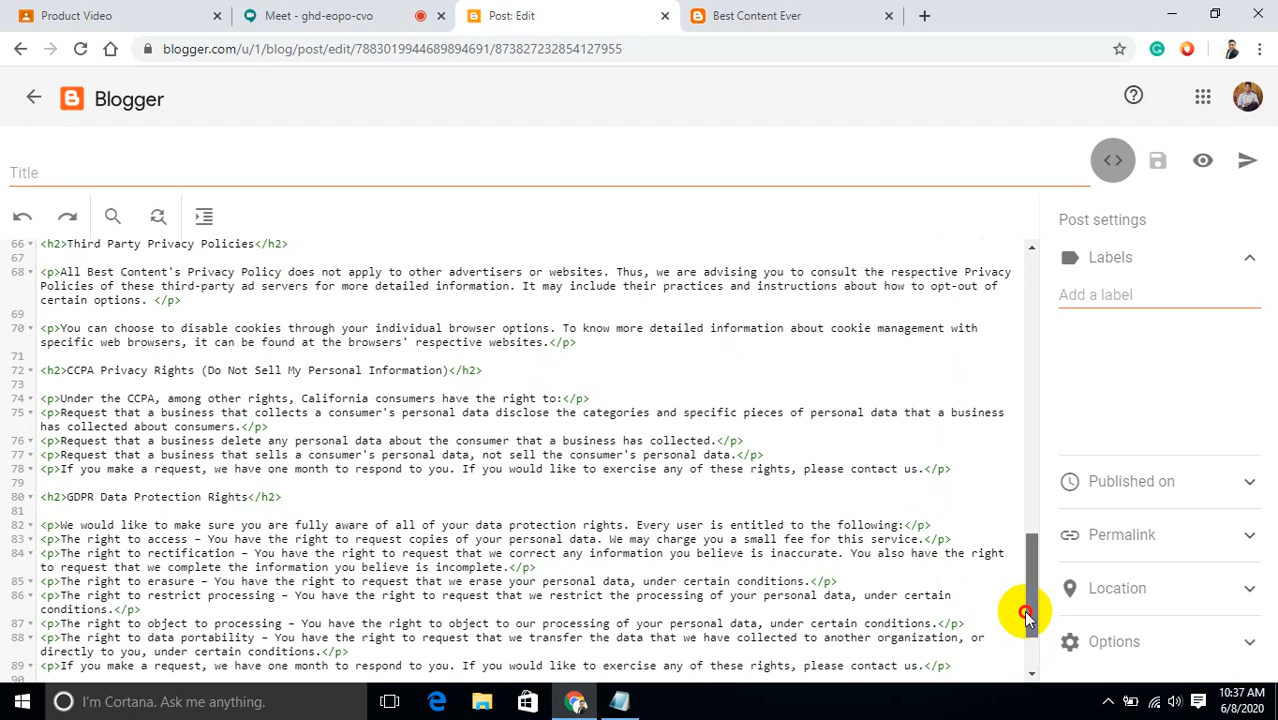 Product Video
Meet - ghd-eopo-cvo
Post: Edit
Best Content Ever
blogger.com/u/1/blog/post/edit/7883019944689894691/873827232854127955
Blogger
Title
66 <h2>Third Party Privacy Policies</h2>
67
68 <p>All Best Content's Privacy Policy does not apply to other advertisers or websites. Thus, we are advising you to consult the respective Privacy
Policies of these third-party ad servers for more detailed information. It may include their practices and instructions about how to opt-out of
certain options. </p>
69
70 <p>You can choose to disable cookies through your individual browser options. To know more detailed information about cookie management with
specific web browsers, it can be found at the browsers' respective websites.</p>
71
72 <h2>CCPA Privacy Rights (Do Not Sell My Personal Information)</h2>
73
74 <p>Under the CCPA, among other rights, California consumers have the right to:</p>
75 <p>Request that a business that collects a consumer's personal data disclose the categories and specific pieces of personal data that a business
has collected about consumers.</p>
76 <p>Request that a business delete any personal data about the consumer that a business has collected.</p>
77 <p>Request that a business that sells a consumer's personal data, not sell the consumer's personal data.</p>
78 <p>If you make a request, we have one month to respond to you. If you would like to exercise any of these rights, please contact us.</p>
79
80 <h2>GDPR Data Protection Rights</h2>
81
82 <p>We would like to make sure you are fully aware of all of your data protection rights. Every user is entitled to the following:</p>
83 <p>The right to access – You have the right to request copies of your personal data. We may charge you a small fee for this service.</p>
84 <p>The right to rectification – You have the right to request that we correct any information you believe is inaccurate. You also have the right
to request that we complete the information you believe is incomplete.</p>
85 <p>The right to erasure – You have the right to request that we erase your personal data, under certain conditions.</p>
86 <p>The right to restrict processing – You have the right to request that we restrict the processing of your personal data, under certain
conditions.</p>
87 <p>The right to object to processing – You have the right to object to our processing of your personal data, under certain conditions.</p>
88 <p>The right to data portability – You have the right to request that we transfer the data that we have collected to another organization, or
directly to you, under certain conditions.</p>
89 <p>If you make a request, we have one month to respond to you. If you would like to exercise any of these rights, please contact us.</p>
90
Post settings
Labels
Add a label
Published on
Permalink
Location
Options
I'm Cortana. Ask me anything.
10:37 AM
6/8/2020